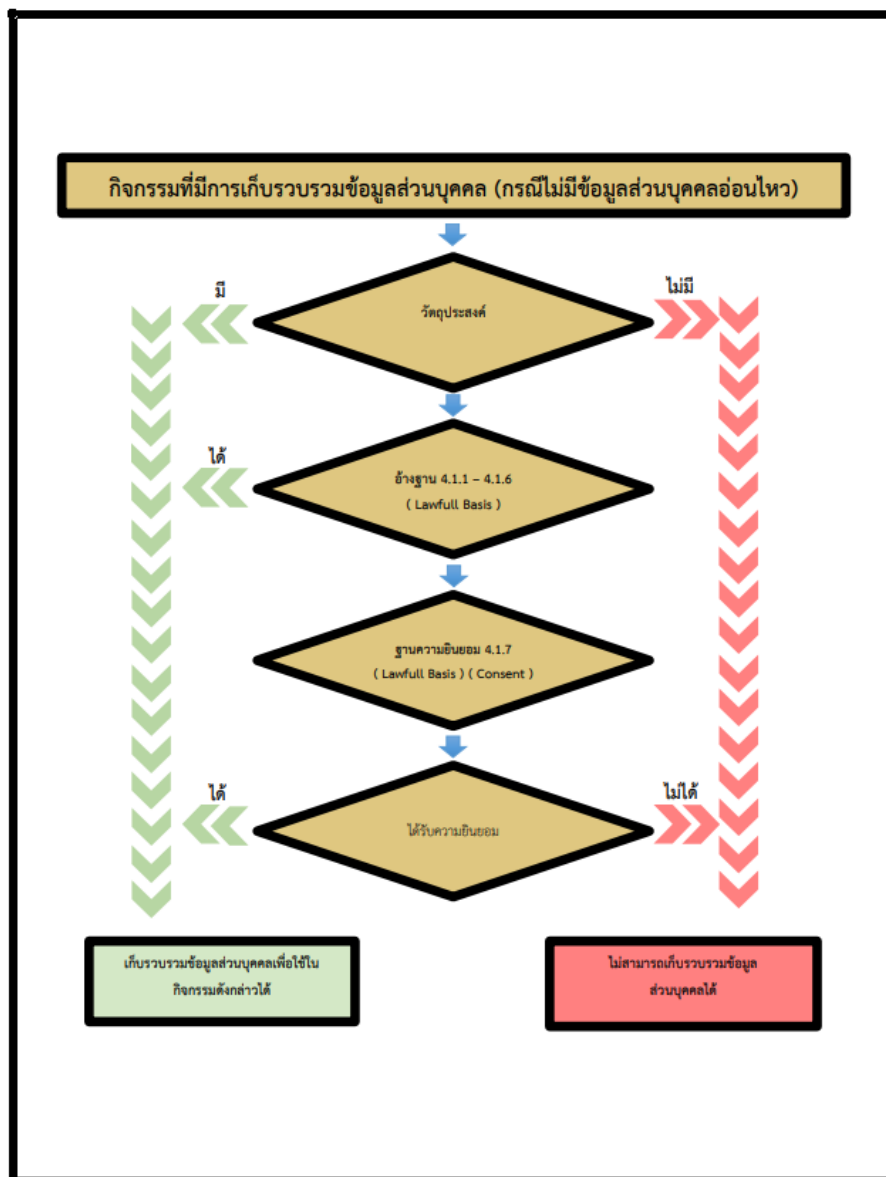 กิจกรรมที่มีการเก็บรวบรวมข้อมูลส่วนบุคคล (กรณีไม่มีข้อมูลส่วนบุคคลอ่อนไหว)
มี
ไม่มี
วัตถุประสงค์
ได้
อ้างฐาน 4.1.1 – 4.1.6
( Lawfull Basis )
ฐานความยินยอม 4.1.7
( Lawfull Basis ) ( Consent )
ได้
ไม่ได้
ได้รับความยินยอม
เก็บรวบรวมข้อมูลส่วนบุคคลเพื่อใช้ใน
กิจกรรมดังกล่าวได้
ไม่สามารถเก็บรวบรวมข้อมูล
ส่วนบุคคลได้